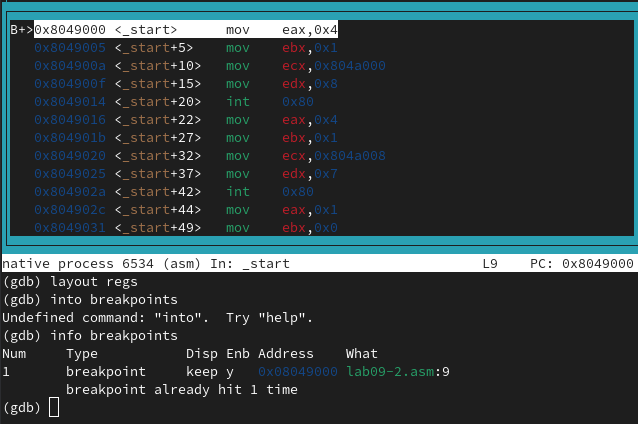 B+>0x8049000 <_start>      mov    eax,0x4
0x8049005 <_start+5>    mov    ebx,0x1
0x804900a <_start+10>   mov    ecx,0x804a000
0x804900f <_start+15>   mov    edx,0x8
0x8049014 <_start+20>   int    0x80
0x8049016 <_start+22>   mov    eax,0x4
0x804901b <_start+27>   mov    ebx,0x1
0x8049020 <_start+32>   mov    ecx,0x804a008
0x8049025 <_start+37>   mov    edx,0x7
0x804902a <_start+42>   int    0x80
0x804902c <_start+44>   mov    eax,0x1
0x8049031 <_start+49>   mov    ebx,0x0
native process 6534 (asm) In: _start                        L9    PC: 0x8049000
(gdb) layout regs
(gdb) into breakpoints
Undefined command: "into".  Try "help".
(gdb) info breakpoints
Num     Type           Disp Enb Address    What
1       breakpoint     keep y   0x08049000 lab09-2.asm:9
        breakpoint already hit 1 time
(gdb)